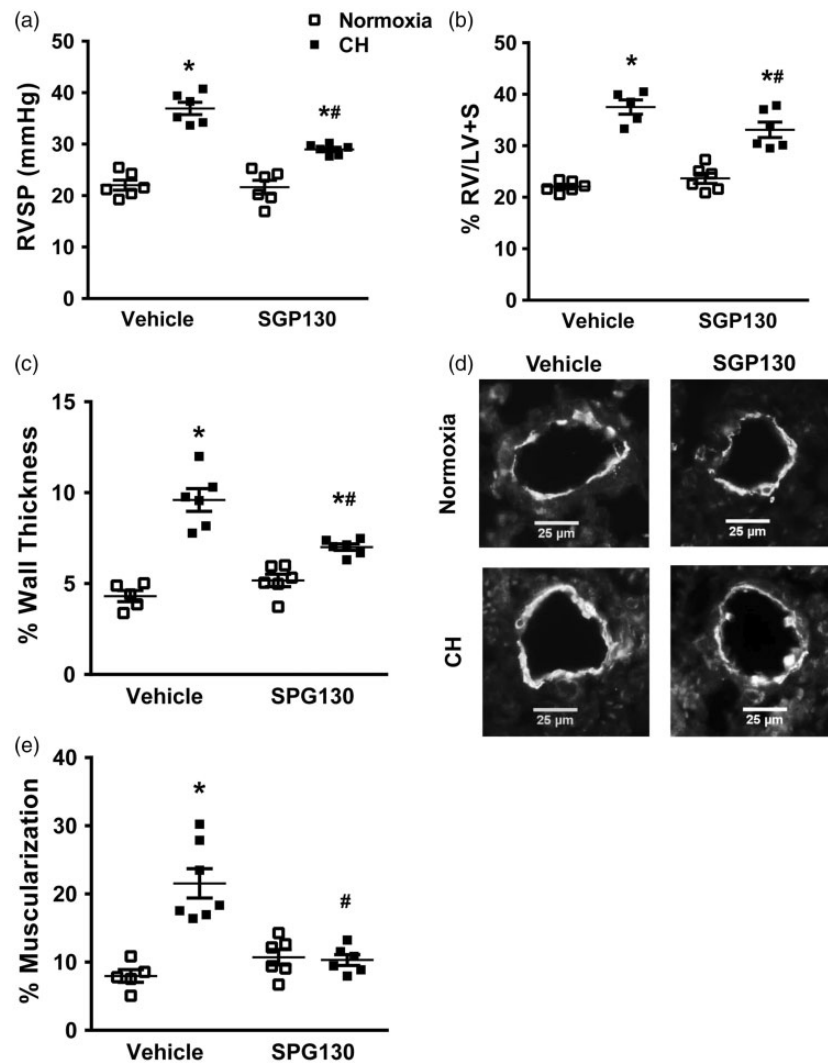 (a)
Normoxia
CH
RVSP (mmHg)
50
40
30
20
10
0
*
*#
Vehicle
SGP130
(b)
% RV/LV+S
50
40
30
20
10
0
*
*#
Vehicle
SGP130
(c)
% Wall Thickness
15
10
5
0
*
*#
Vehicle
SPG130
(d)
Vehicle
SGP130
Normoxia
25 µm
25 µm
CH
25 µm
25 µm
(e)
% Muscularization
40
30
20
10
0
*
#
Vehicle
SPG130